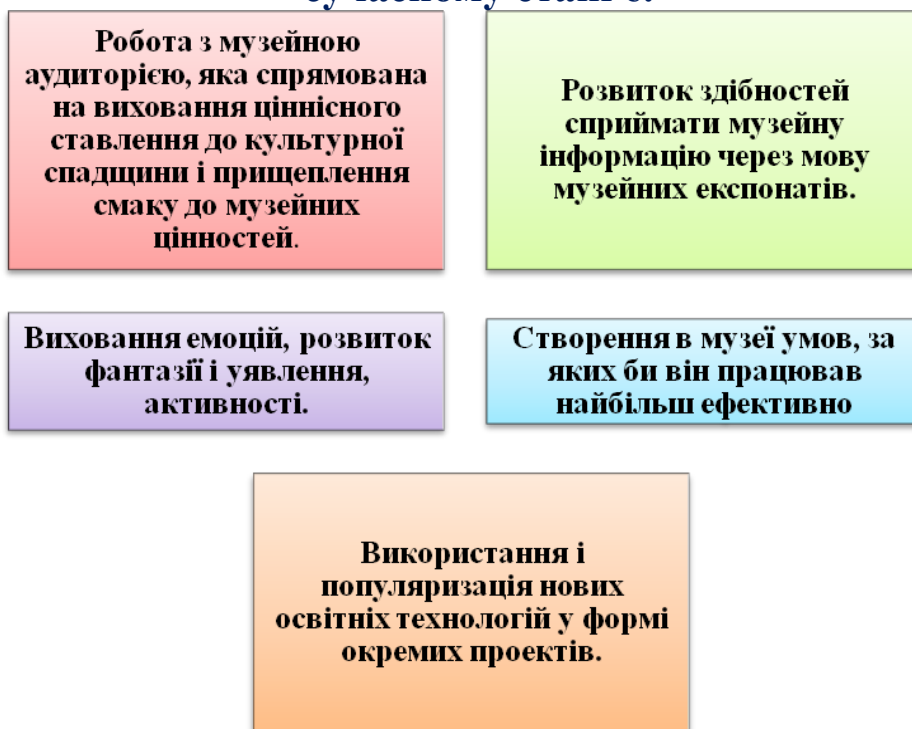 сучасному етапі є:
Робота з музейною
аудиторією, яка спрямована
на виховання ціннісного
ставлення до культурної
спадщини і прищеплення
смаку до музейних
цінностей.
Розвиток здібностей
сприймати музейну
інформацію через мову
музейних експонатів.
Виховання емоцій, розвиток
фантазії і уявлення,
активності.
Створення в музеї умов, за
яких би він працював
найбільш ефективно
Використання і
популяризація нових
освітніх технологій у формі
окремих проектів.